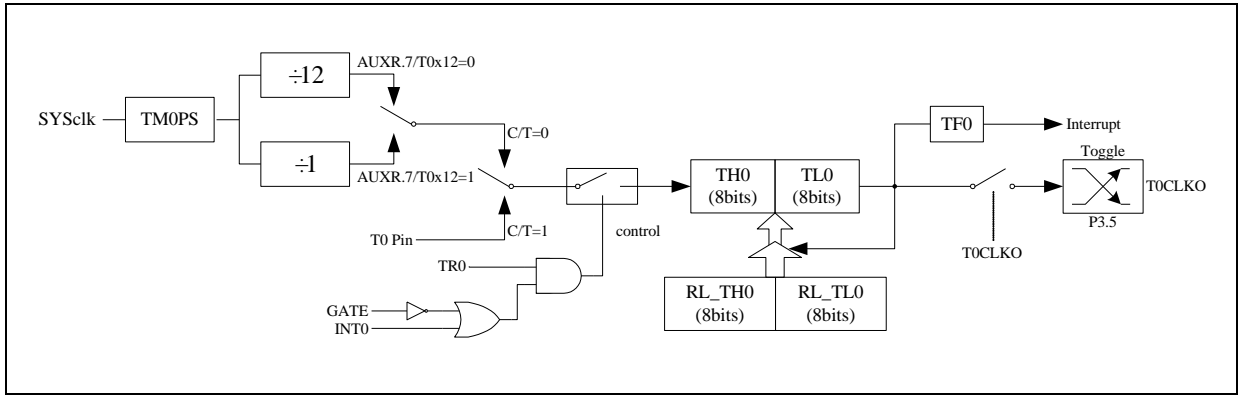 SYSclk
TM0PS
÷12
AUXR.7/T0x12=0
÷1
AUXR.7/T0x12=1
C/T=0
C/T=1
T0 Pin
control
TR0
GATE
INT0
TH0
(8bits)
TL0
(8bits)
RL_TH0
(8bits)
RL_TL0
(8bits)
TF0
Interrupt
Toggle
T0CLKO
P3.5
T0CLKO